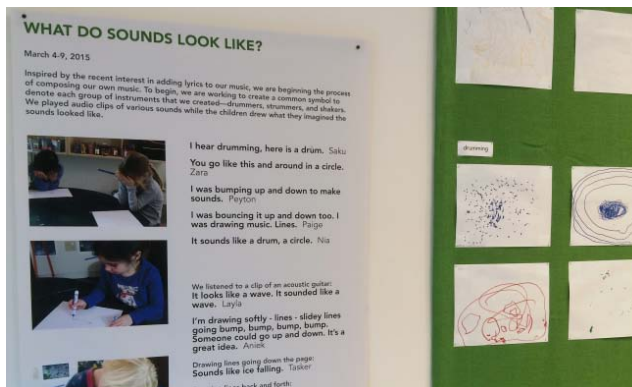 WHAT DO SOUNDS LOOK LIKE?
March 4-9, 2015
Inspired by the recent interest in adding lyrics to our music, we are beginning the process
of composing our own music. To begin, we are working to create a common symbol to
denote each group of instruments that we created—drummers, strummers, and shakers.
We played audio clips of various sounds while the children drew what they imagined the
sounds looked like.
I hear drumming, here is a drum. Saku
You go like this and around in a circle.
Zara
I was bumping up and down to make
sounds. Peyton
I was bouncing it up and down too. I
was drawing music. Lines. Paige
It sounds like a drum, a circle. Nia
We listened to a clip of an acoustic guitar:
It looks like a wave. It sounded like a
wave. Layla
I'm drawing softly - lines - slidey lines
going bump, bump, bump, bump.
Someone could go up and down. It's a
great idea. Aniek
Drawing lines going down the page:
Sounds like ice falling. Tasker
back and forth:
drumming